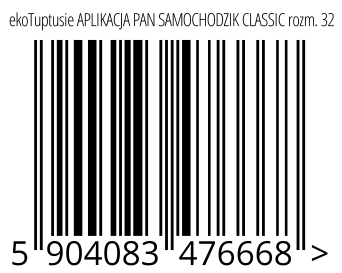 ekoTuptusie APLIKACJA PAN SAMOCHODZIK CLASSIC rozm. 32
5 904083 476668 >